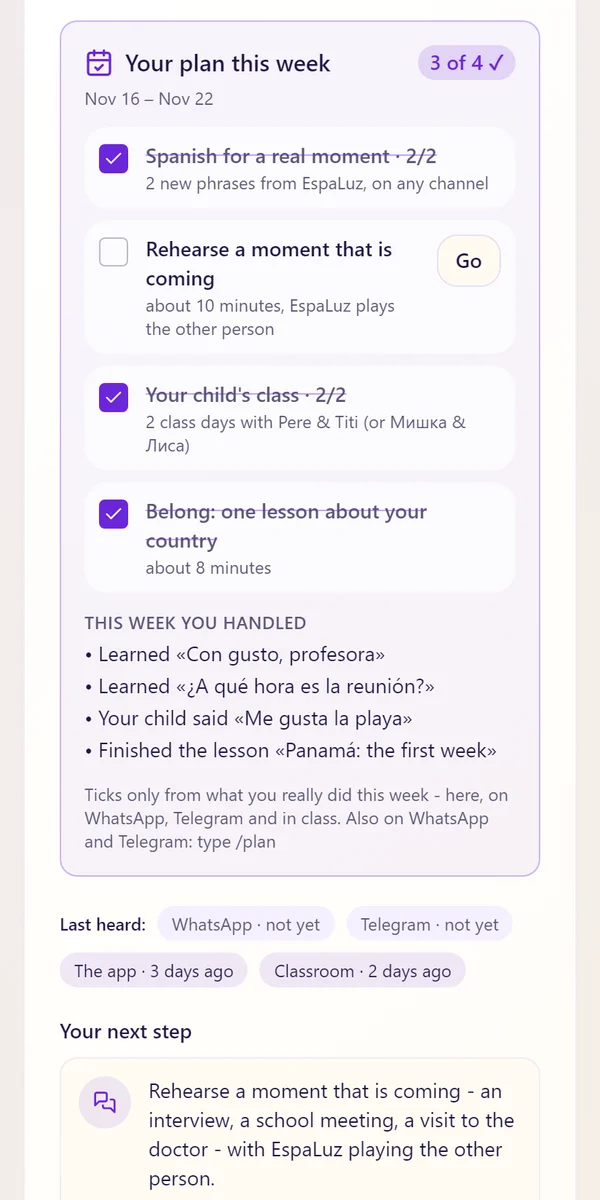 Your plan this week
3 of 4 ✓
Nov 16 – Nov 22
Spanish for a real moment · 2/2
2 new phrases from EspaLuz, on any channel
Rehearse a moment that is
coming
Go
about 10 minutes, EspaLuz plays
the other person
Your child's class · 2/2
2 class days with Pere & Titi (or Мишка &
Лиса)
Belong: one lesson about your
country
about 8 minutes
THIS WEEK YOU HANDLED
• Learned «Con gusto, profesora»
• Learned «¿A qué hora es la reunión?»
• Your child said «Me gusta la playa»
• Finished the lesson «Panamá: the first week»
Ticks only from what you really did this week - here, on
WhatsApp, Telegram and in class. Also on WhatsApp
and Telegram: type /plan
Last heard: WhatsApp · not yet Telegram · not yet
The app · 3 days ago Classroom · 2 days ago
Your next step
Rehearse a moment that is coming - an
interview, a school meeting, a visit to the
doctor - with EspaLuz playing the other
person.